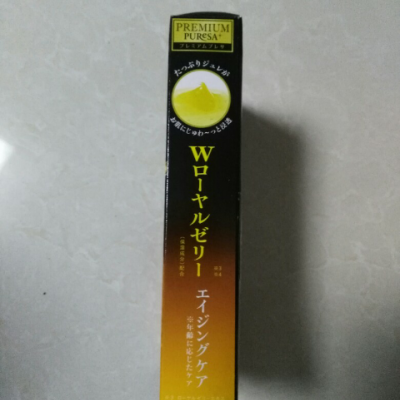 PREMIUM
PURESA
プレミアムプレサ
たっぷりジュレが
お肌にじゅわ〜っと浸透
Wローヤルゼリー
エイジングケア
※年齢に応じたケア